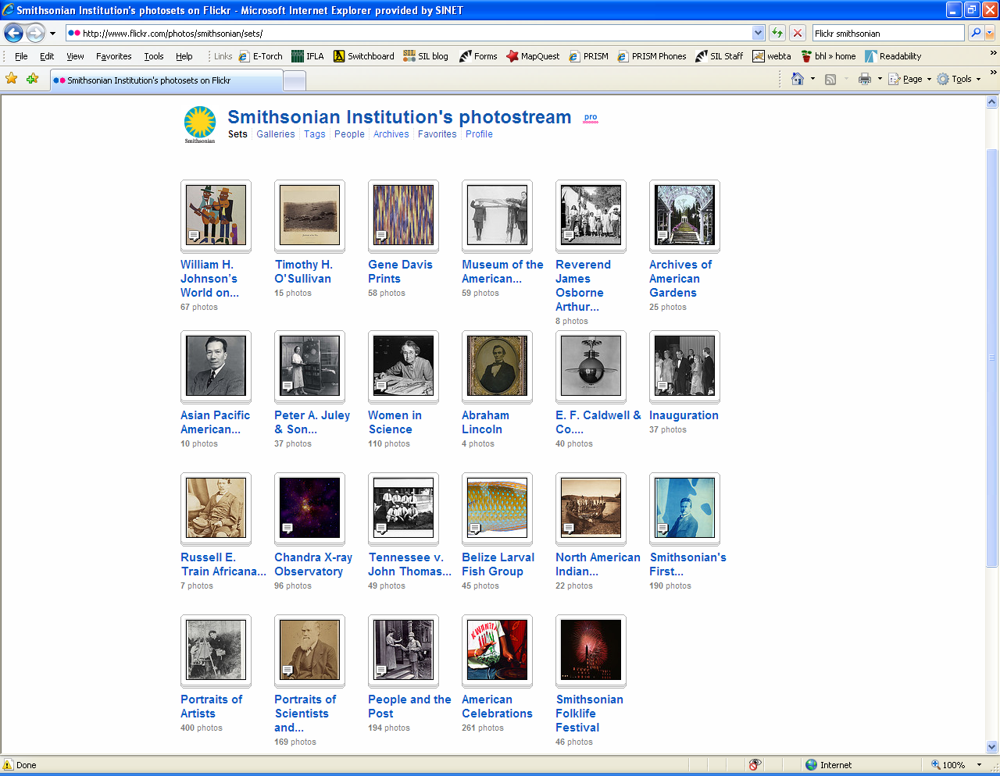 Smithsonian Institution's photosets on Flickr - Microsoft Internet Explorer provided by SINET
http://www.flickr.com/photos/smithsonian/sets/
Flickr smithsonian
File Edit View Favorites Tools Help
Links E-Torch IFLA Switchboard SIL blog Forms MapQuest PRISM PRISM Phones SIL Staff webta bhl » home Readability »
Smithsonian Institution's photosets on Flickr
Page Tools »
Smithsonian
Smithsonian Institution's photostream pro
Sets Galleries Tags People Archives Favorites Profile
William H. Johnson's World on...
67 photos
Timothy H. O'Sullivan
15 photos
Gene Davis Prints
58 photos
Museum of the American...
59 photos
Reverend James Osborne Arthur...
8 photos
Archives of American Gardens
25 photos
Asian Pacific American...
10 photos
Peter A. Juley & Son...
37 photos
Women in Science
110 photos
Abraham Lincoln
4 photos
E. F. Caldwell & Co....
40 photos
Inauguration
37 photos
Russell E. Train Africana...
7 photos
Chandra X-ray Observatory
96 photos
Tennessee v. John Thomas...
49 photos
Belize Larval Fish Group
45 photos
North American Indian...
22 photos
Smithsonian's First...
190 photos
Portraits of Artists
400 photos
Portraits of Scientists and...
169 photos
People and the Post
194 photos
KWANZA
American Celebrations
261 photos
Smithsonian Folklife Festival
46 photos
Done
Internet
100%